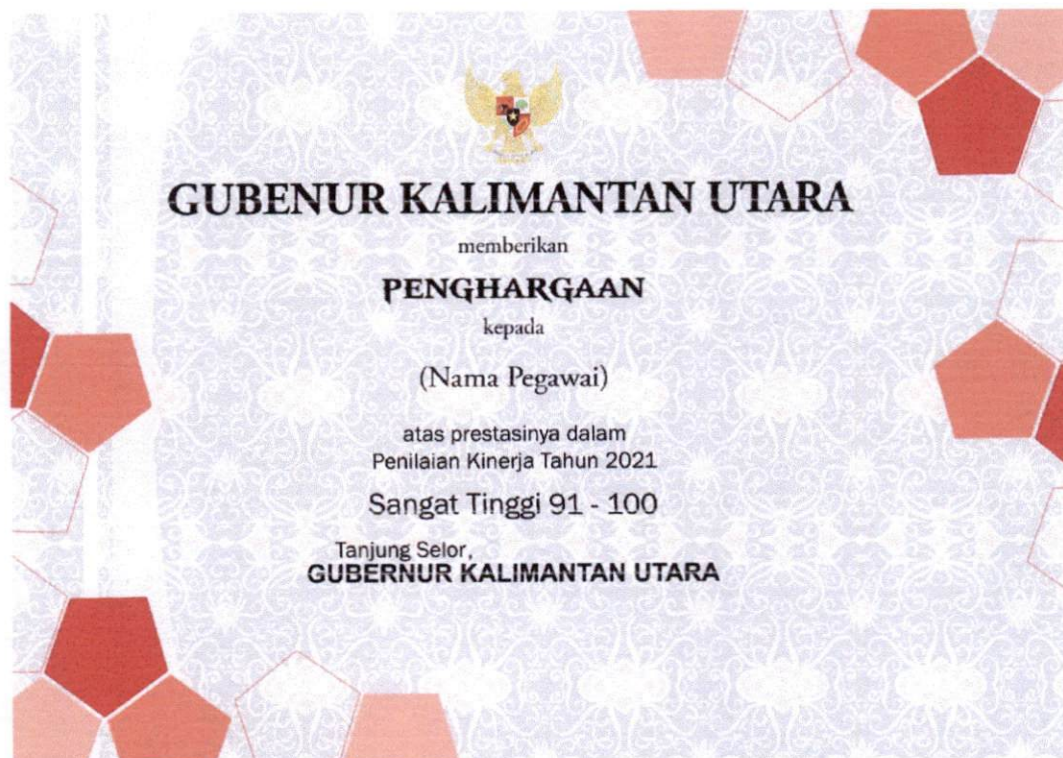 GUBENUR KALIMANTAN UTARA
memberikan
PENGHARGAAN
kepada
(Nama Pegawai)
atas prestasinya dalam
Penilaian Kinerja Tahun 2021
Sangat Tinggi 91 - 100
Tanjung Selor,
GUBERNUR KALIMANTAN UTARA